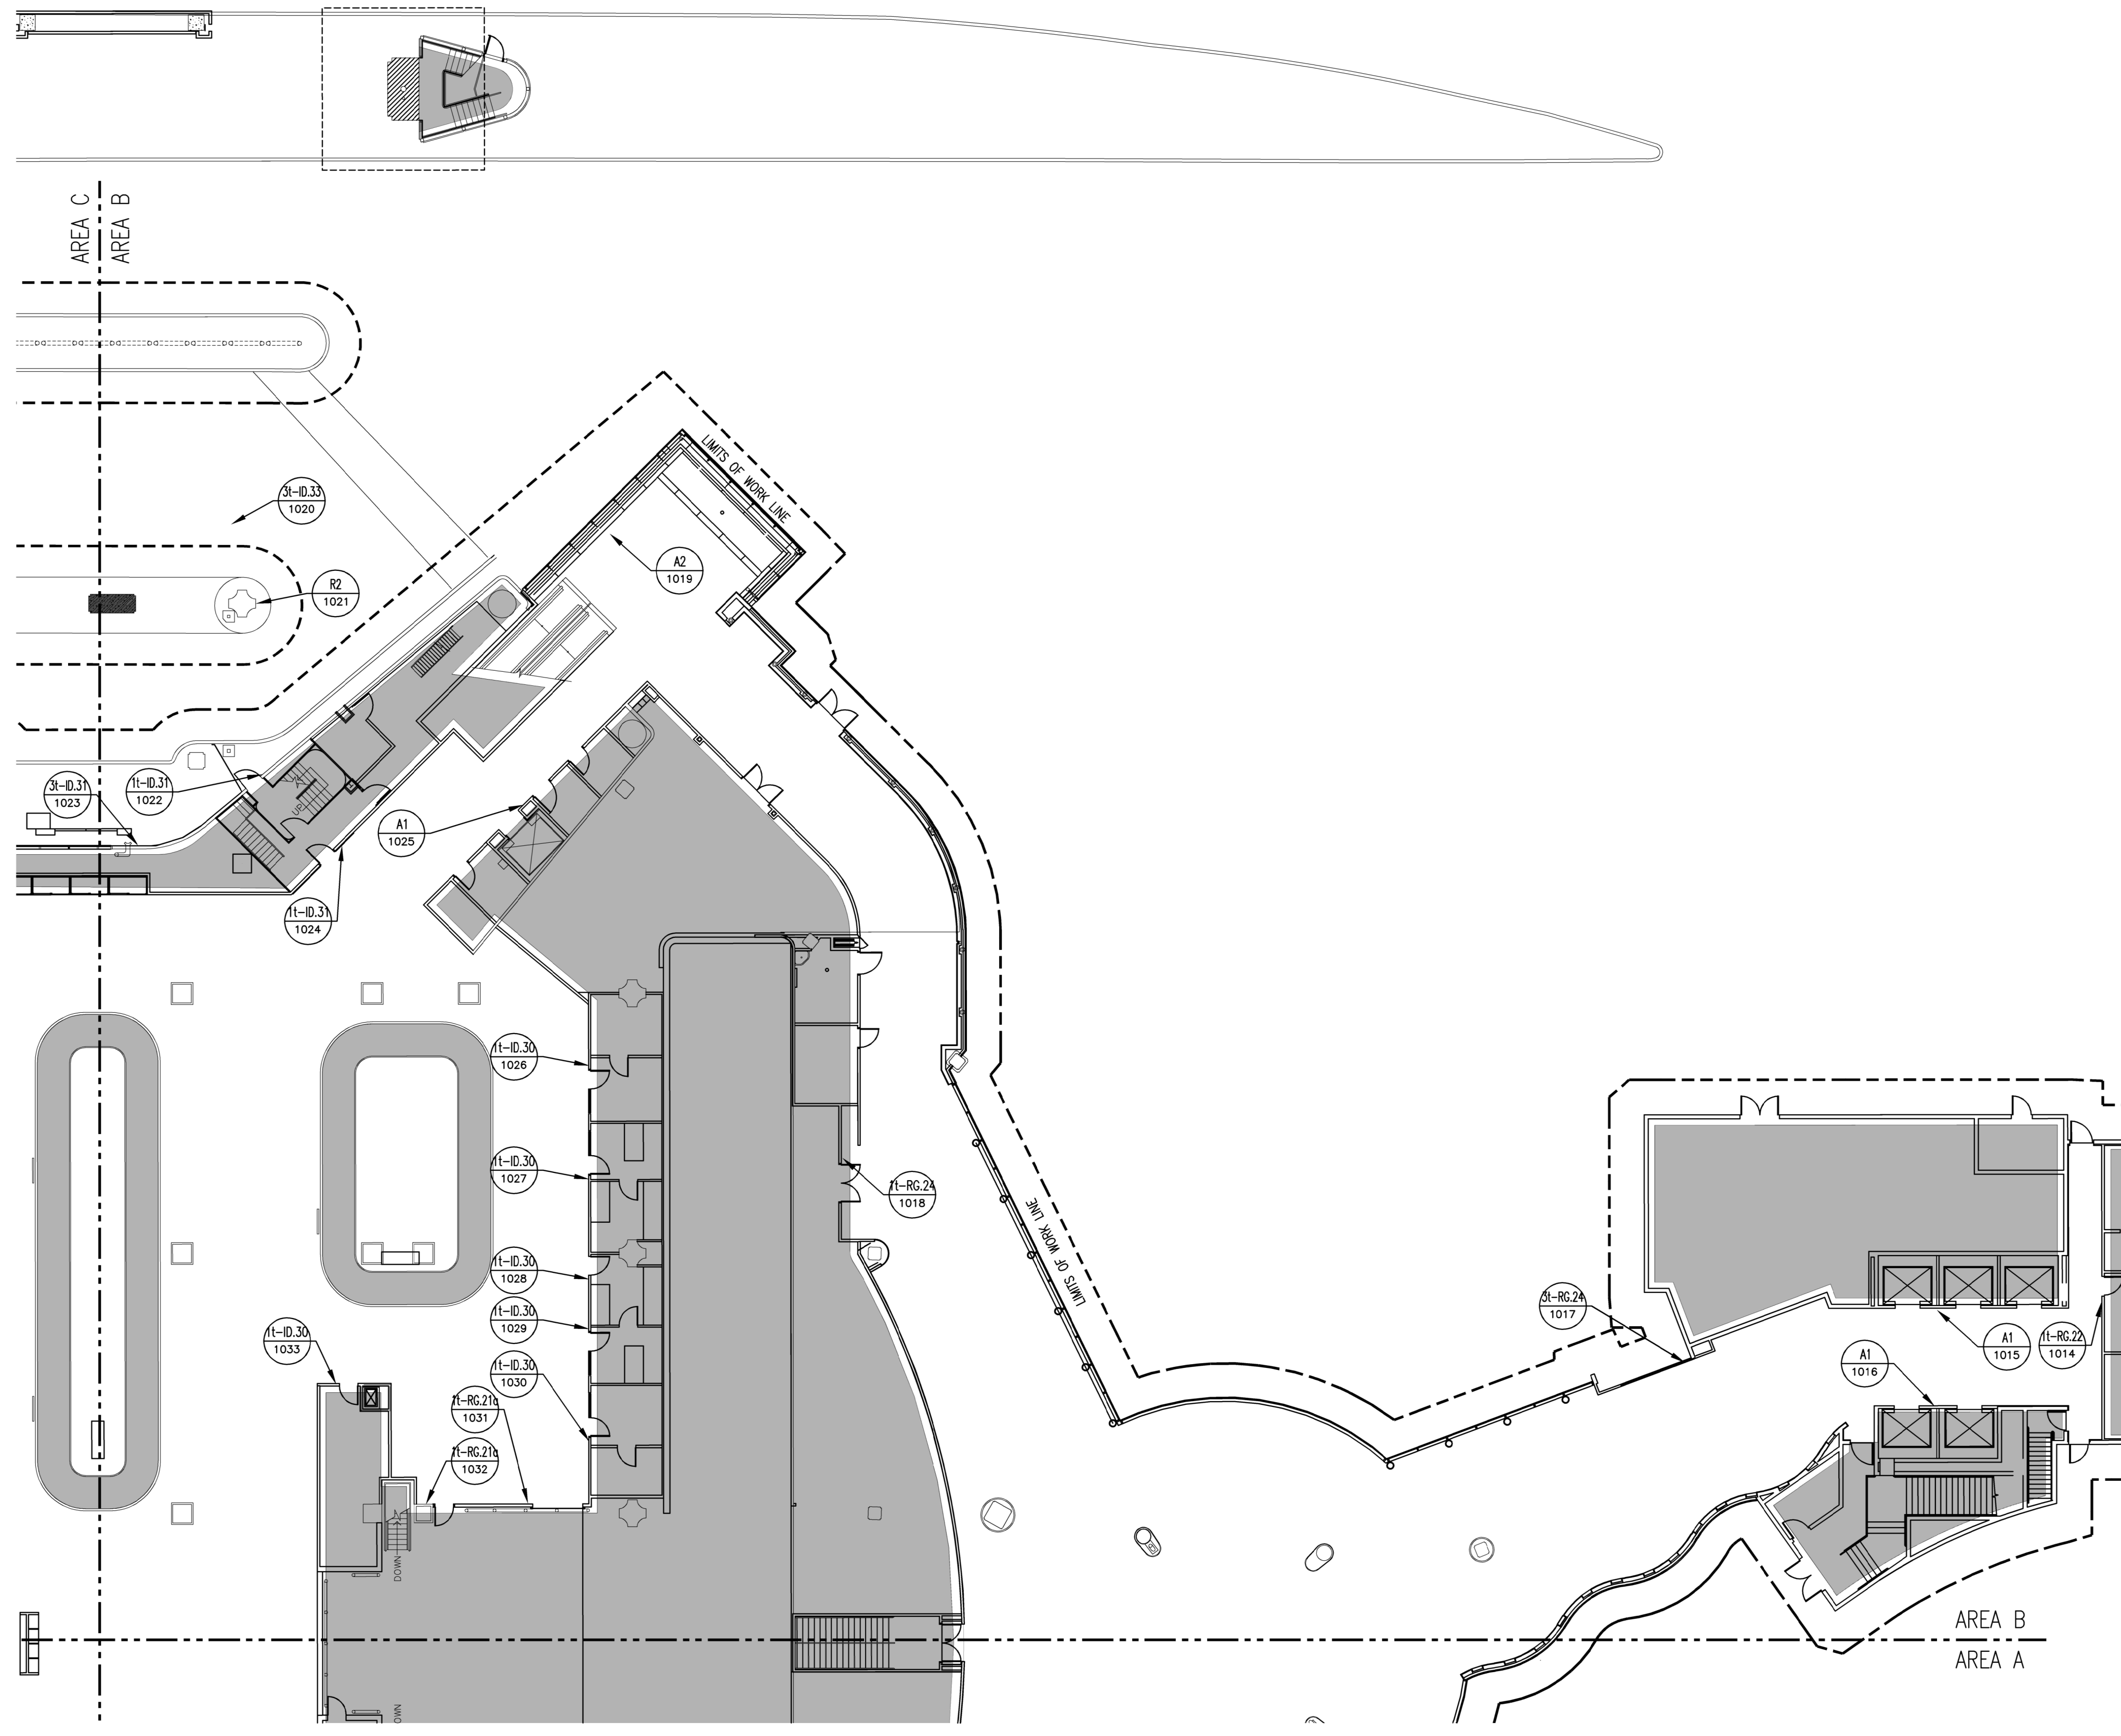 AREA C
AREA B
LIMITS OF WORK LINE
3t-ID.33
1020
A2
1019
R2
1021
3t-ID.31
1023
1t-ID.31
1022
UP
A1
1025
1t-ID.31
1024
1t-ID.30
1026
1t-ID.30
1027
1t-RG.24
1018
LIMITS OF WORK LINE
1t-ID.30
1028
3t-RG.24
1017
1t-ID.30
1029
1t-ID.30
1033
A1
1015
1t-RG.22
1014
A1
1016
1t-ID.30
1030
1t-RG.21a
1031
1t-RG.21a
1032
DOWN
AREA B
AREA A
OWN